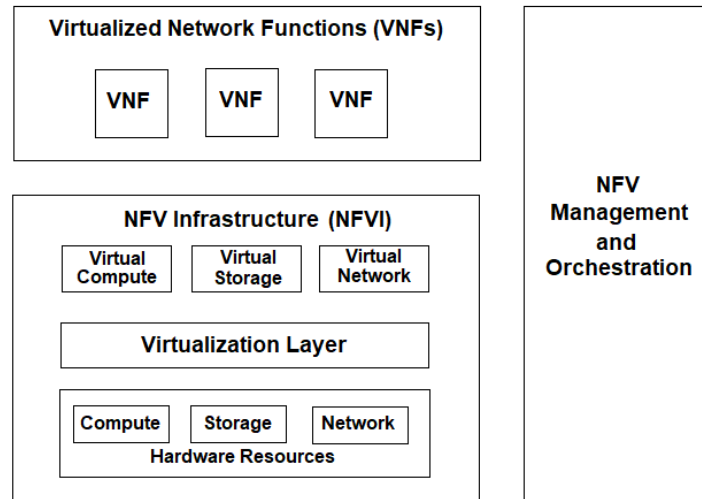 Virtualized Network Functions (VNFs)
VNF
VNF
VNF
NFV Infrastructure (NFVI)
Virtual
Compute
Virtual
Storage
Virtual
Network
Virtualization Layer
Compute
Storage
Network
Hardware Resources
NFV
Management
and
Orchestration